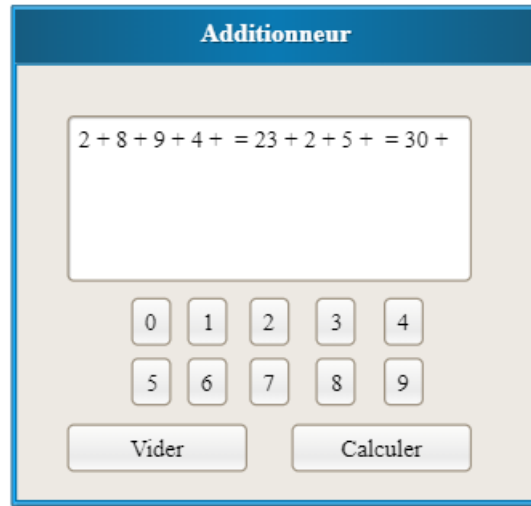 Additionneur
2 + 8 + 9 + 4 +  = 23 + 2 + 5 +  = 30 +
0 1 2 3 4
5 6 7 8 9
Vider Calculer